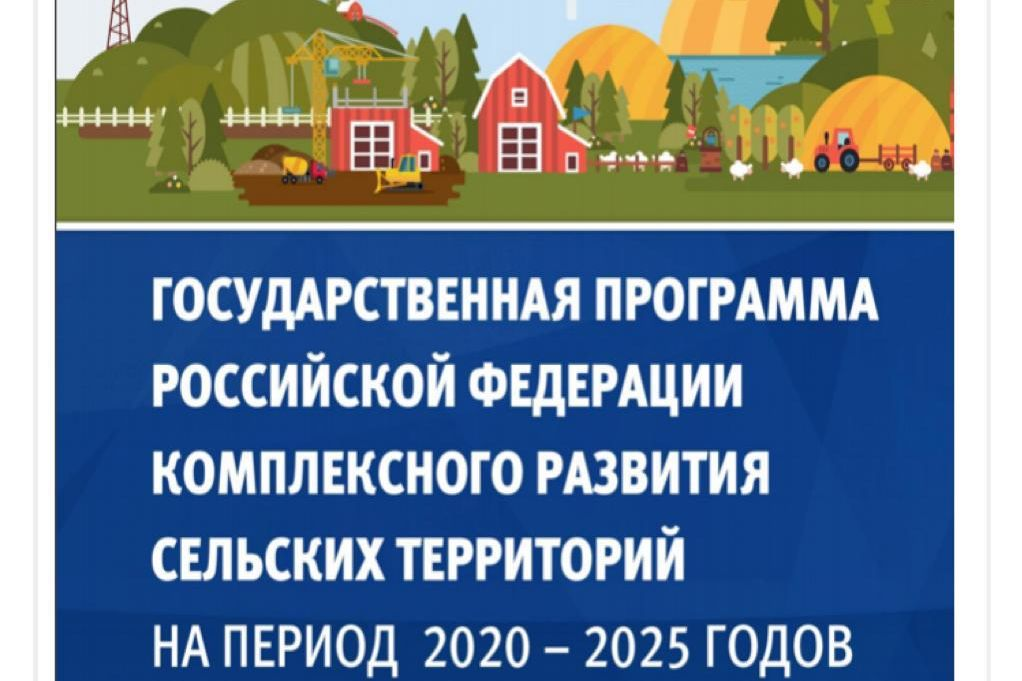 ГОСУДАРСТВЕННАЯ ПРОГРАММА
РОССИЙСКОЙ ФЕДЕРАЦИИ
КОМПЛЕКСНОГО РАЗВИТИЯ
СЕЛЬСКИХ ТЕРРИТОРИЙ
НА ПЕРИОД 2020 – 2025 ГОДОВ